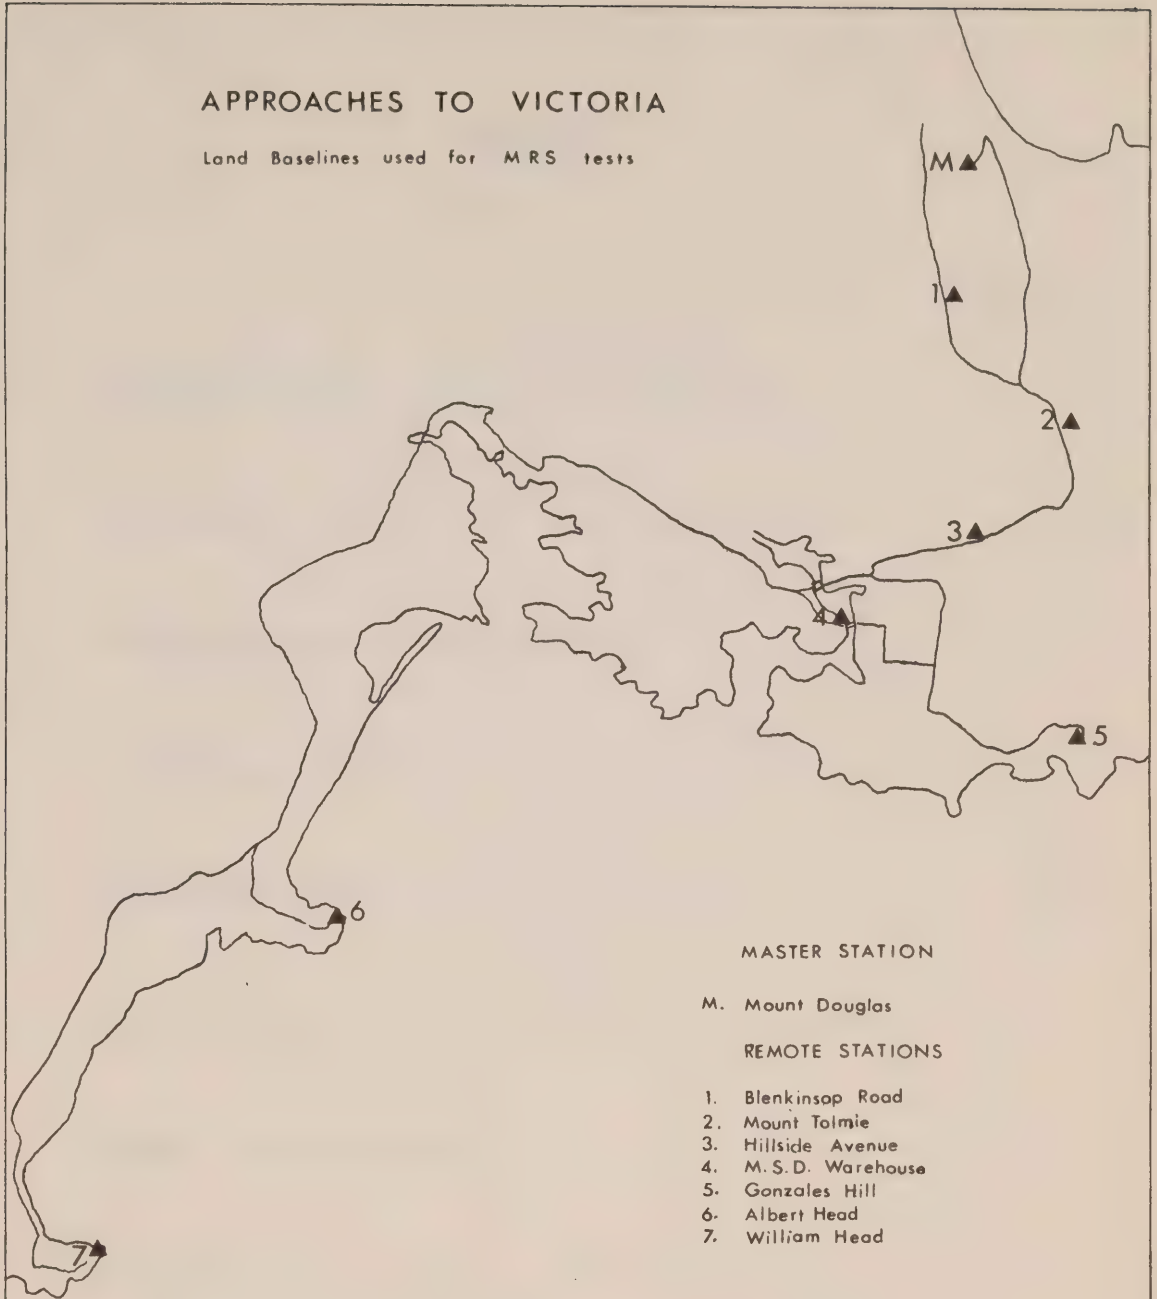 APPROACHES TO VICTORIA
Land Baselines used for MRS tests
M
1
2
3
4
5
6
7
MASTER STATION
M. Mount Douglas
REMOTE STATIONS
1. Blenkinsop Road
2. Mount Tolmie
3. Hillside Avenue
4. M.S.D. Warehouse
5. Gonzales Hill
6. Albert Head
7. William Head